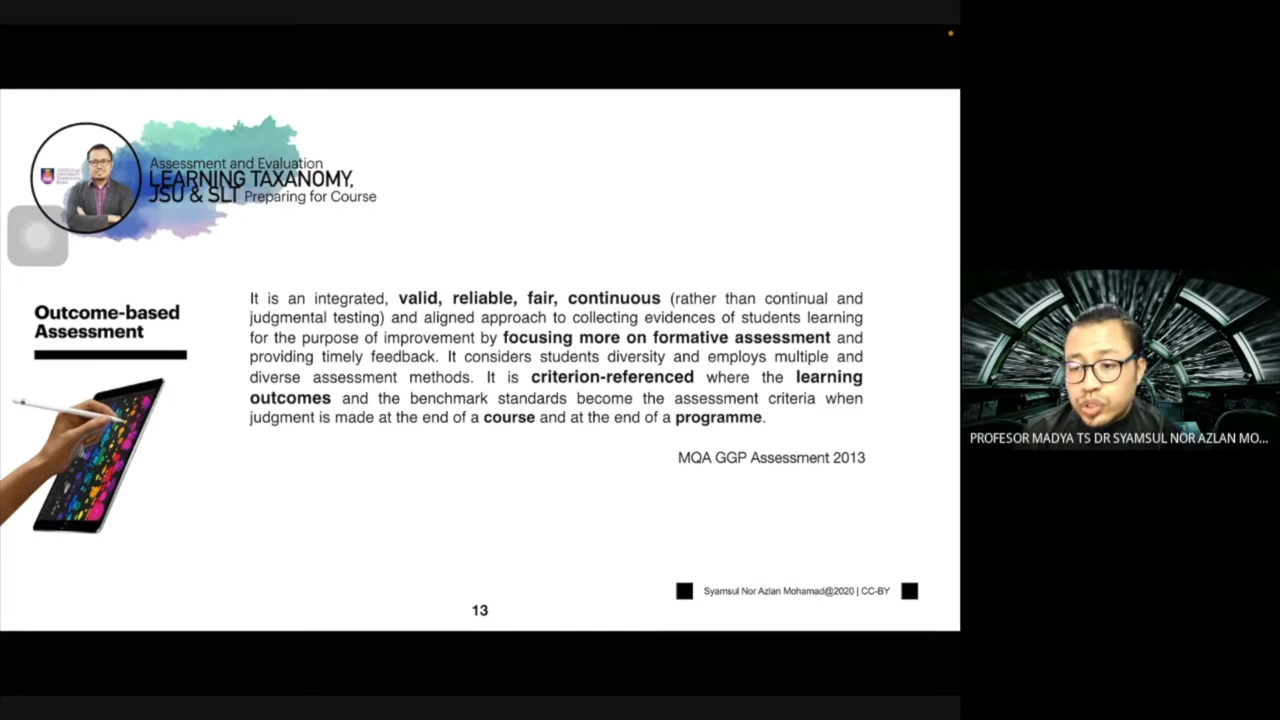 Assessment and Evaluation
LEARNING TAXANOMY,
JSU & SLT Preparing for Course
Outcome-based
Assessment
It is an integrated, valid, reliable, fair, continuous (rather than continual and
judgmental testing) and aligned approach to collecting evidences of students learning
for the purpose of improvement by focusing more on formative assessment and
providing timely feedback. It considers students diversity and employs multiple and
diverse assessment methods. It is criterion-referenced where the learning
outcomes and the benchmark standards become the assessment criteria when
judgment is made at the end of a course and at the end of a programme.
MQA GGP Assessment 2013
Syamsul Nor Azlan Mohamad@2020 | CC-BY
13
PROFESOR MADYA TS DR SYAMSUL NOR AZLAN MO...